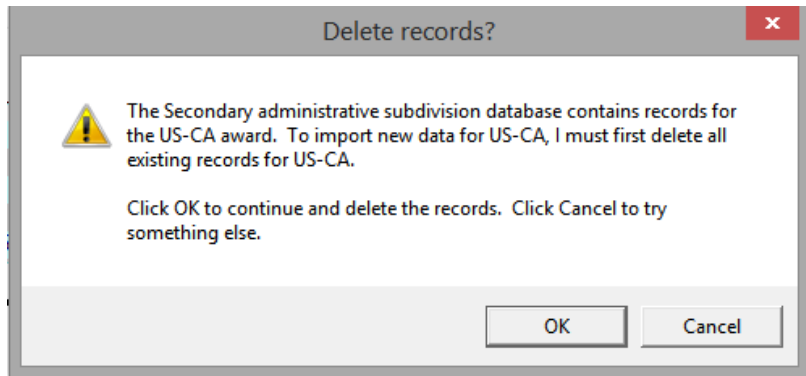 Delete records?
The Secondary administrative subdivision database contains records for
the US-CA award.  To import new data for US-CA, I must first delete all
existing records for US-CA.
Click OK to continue and delete the records.  Click Cancel to try
something else.
OK
Cancel